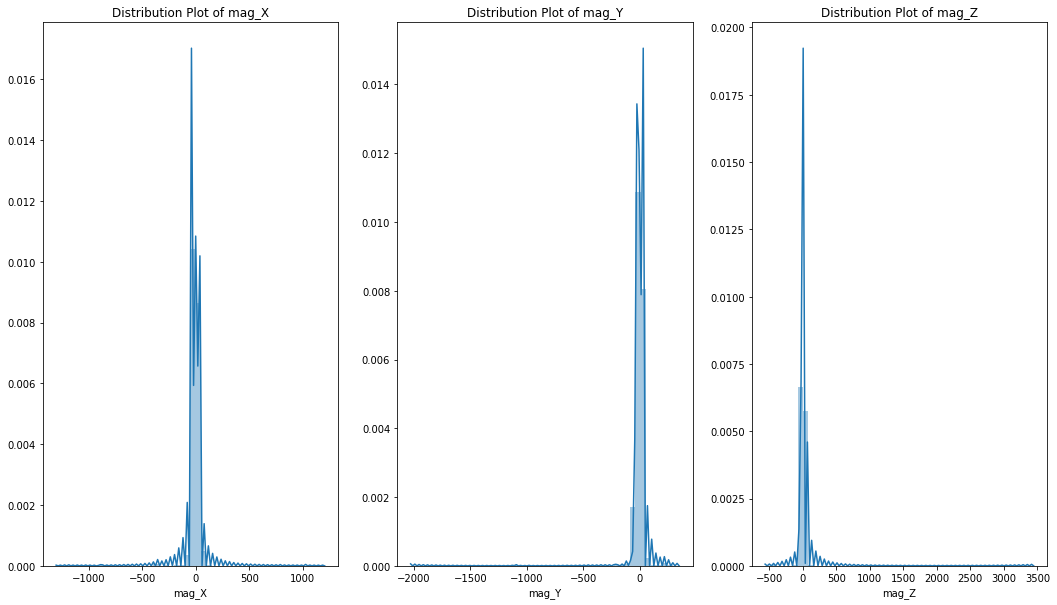 Distribution Plot of mag_X
0.016
0.014
0.012
0.010
0.008
0.006
0.004
0.002
0.000
−1000 −500 0 500 1000
mag_X
Distribution Plot of mag_Y
0.014
0.012
0.010
0.008
0.006
0.004
0.002
0.000
−2000 −1500 −1000 −500 0
mag_Y
Distribution Plot of mag_Z
0.0200
0.0175
0.0150
0.0125
0.0100
0.0075
0.0050
0.0025
0.0000
−500 0 500 1000 1500 2000 2500 3000 3500
mag_Z